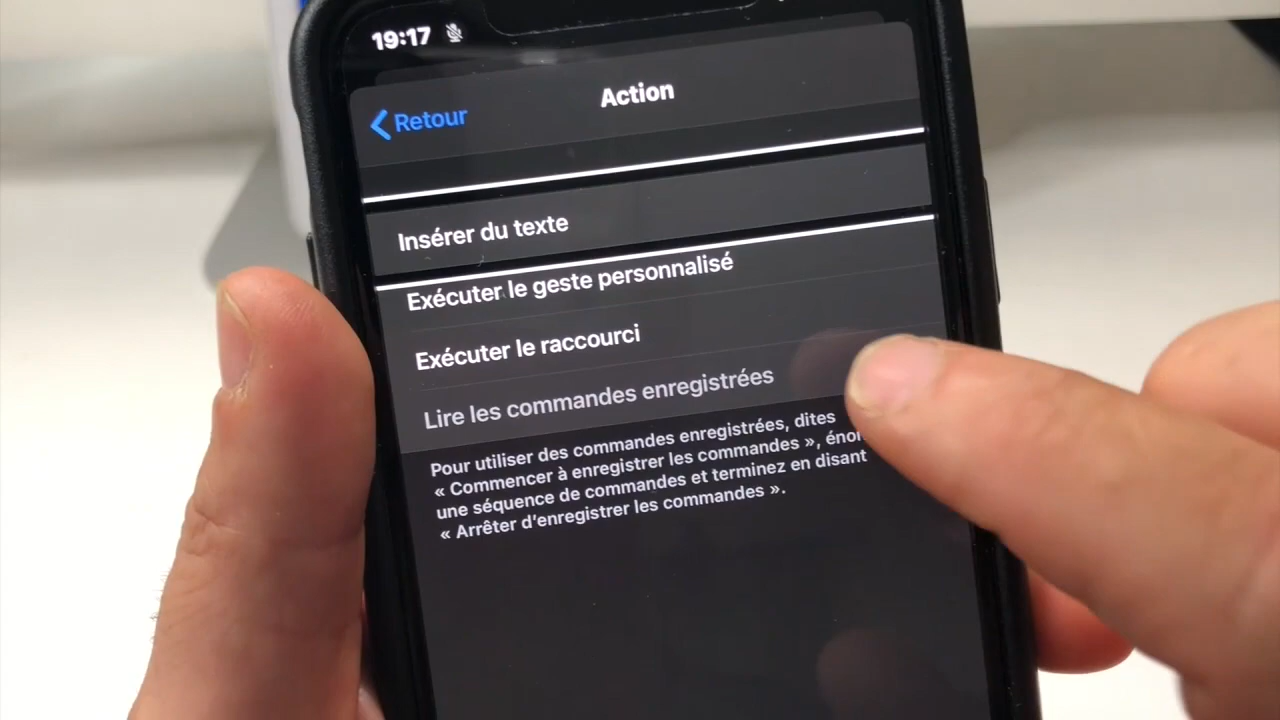 19:17
Retour
Action
Insérer du texte
Exécuter le geste personnalisé
Exécuter le raccourci
Lire les commandes enregistrées
Pour utiliser des commandes enregistrées, dites
« Commencer à enregistrer les commandes »,
une séquence de commandes et terminez en disant
« Arrêter d'enregistrer les commandes ».